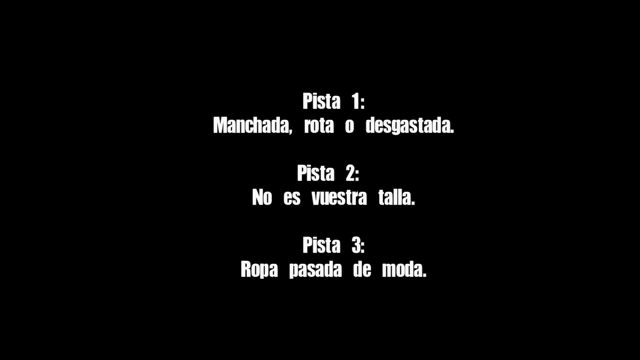 Pista 1:
Manchada, rota o desgastada.
Pista 2:
No es vuestra talla.
Pista 3:
Ropa pasada de moda.